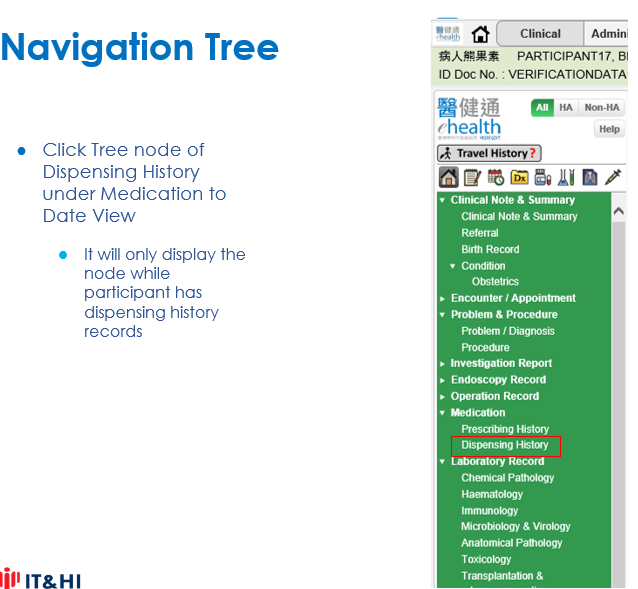 Navigation Tree
Click Tree node of
Dispensing History
under Medication to
Date View
It will only display the
node while
participant has
dispensing history
records
IT&HI
醫健通
ehealth
Clinical
Admini
病人熊果素 PARTICIPANT17, B
ID Doc No. : VERIFICATIONDATA
醫健通
ehealth
All HA Non-HA
Help
Travel History?
Dx
Clinical Note & Summary
Clinical Note & Summary
Referral
Birth Record
Condition
Obstetrics
Encounter / Appointment
Problem & Procedure
Problem / Diagnosis
Procedure
Investigation Report
Endoscopy Record
Operation Record
Medication
Prescribing History
Dispensing History
Laboratory Record
Chemical Pathology
Haematology
Immunology
Microbiology & Virology
Anatomical Pathology
Toxicology
Transplantation &